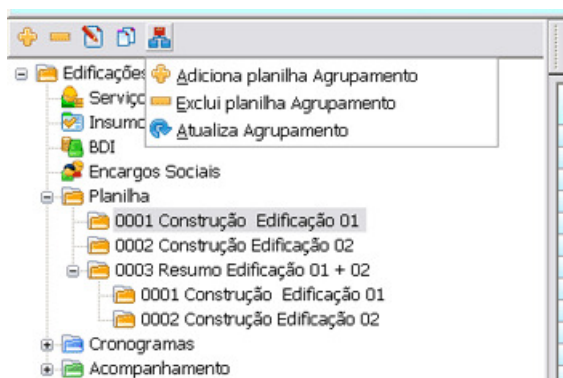 Edificações
Adiciona planilha Agrupamento
Serviço
Exclui planilha Agrupamento
Insumo
Atualiza Agrupamento
BDI
Encargos Sociais
Planilha
0001 Construção Edificação 01
0002 Construção Edificação 02
0003 Resumo Edificação 01 + 02
0001 Construção Edificação 01
0002 Construção Edificação 02
Cronogramas
Acompanhamento